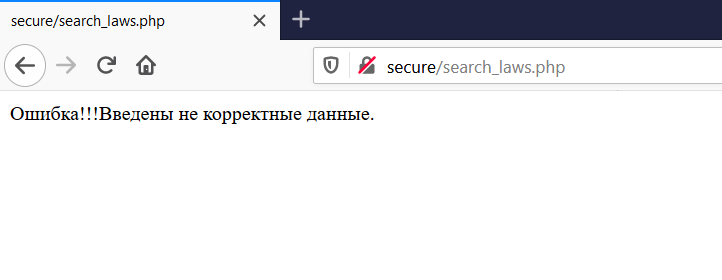 secure/search_laws.php
secure/search_laws.php
Ошибка!!!Введены не корректные данные.